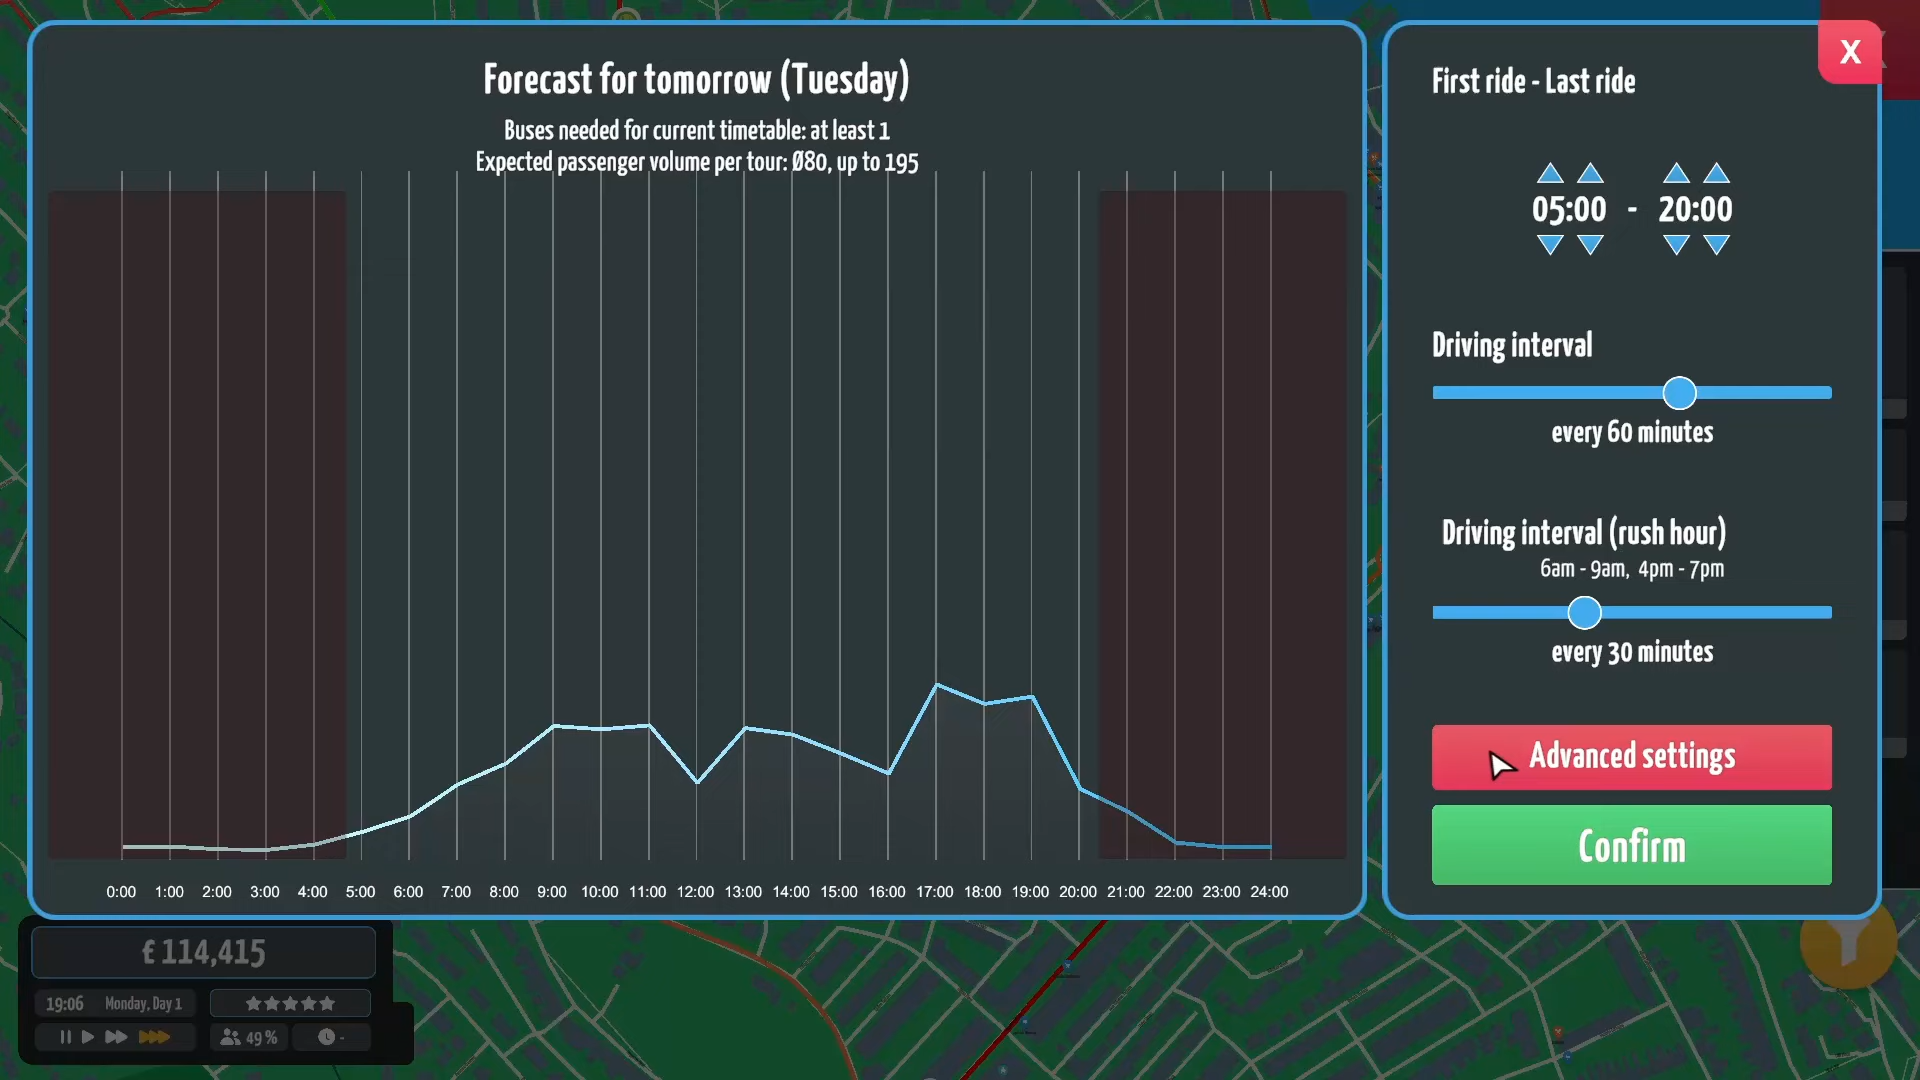 Forecast for tomorrow (Tuesday)
Buses needed for current timetable: at least 1
Expected passenger volume per tour: Ø80, up to 195
0:00 1:00 2:00 3:00 4:00 5:00 6:00 7:00 8:00 9:00 10:00 11:00 12:00 13:00 14:00 15:00 16:00 17:00 18:00 19:00 20:00 21:00 22:00 23:00 24:00
X
First ride - Last ride
05:00 - 20:00
Driving interval
every 60 minutes
Driving interval (rush hour)
6am - 9am, 4pm - 7pm
every 30 minutes
Advanced settings
Confirm
£ 114,415
19:06 Monday, Day 1
49 % -